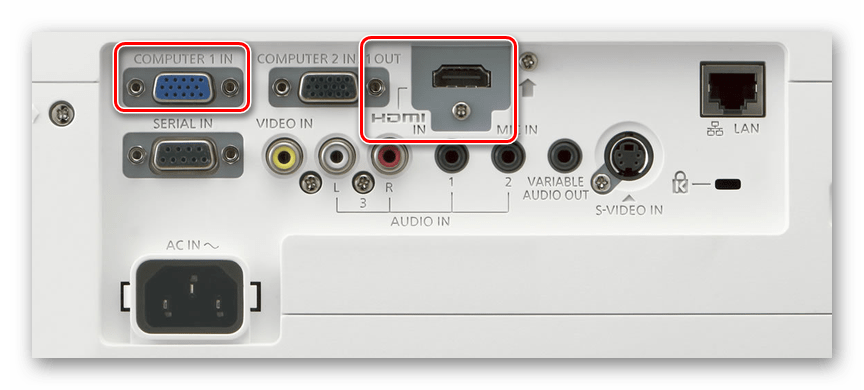 COMPUTER 1 IN
COMPUTER 2 IN / 1 OUT
HDMI
IN
SERIAL IN
VIDEO IN
MIC IN
LAN
L
R
3
1
2
AUDIO IN
VARIABLE
AUDIO OUT
S-VIDEO IN
K
AC IN ~